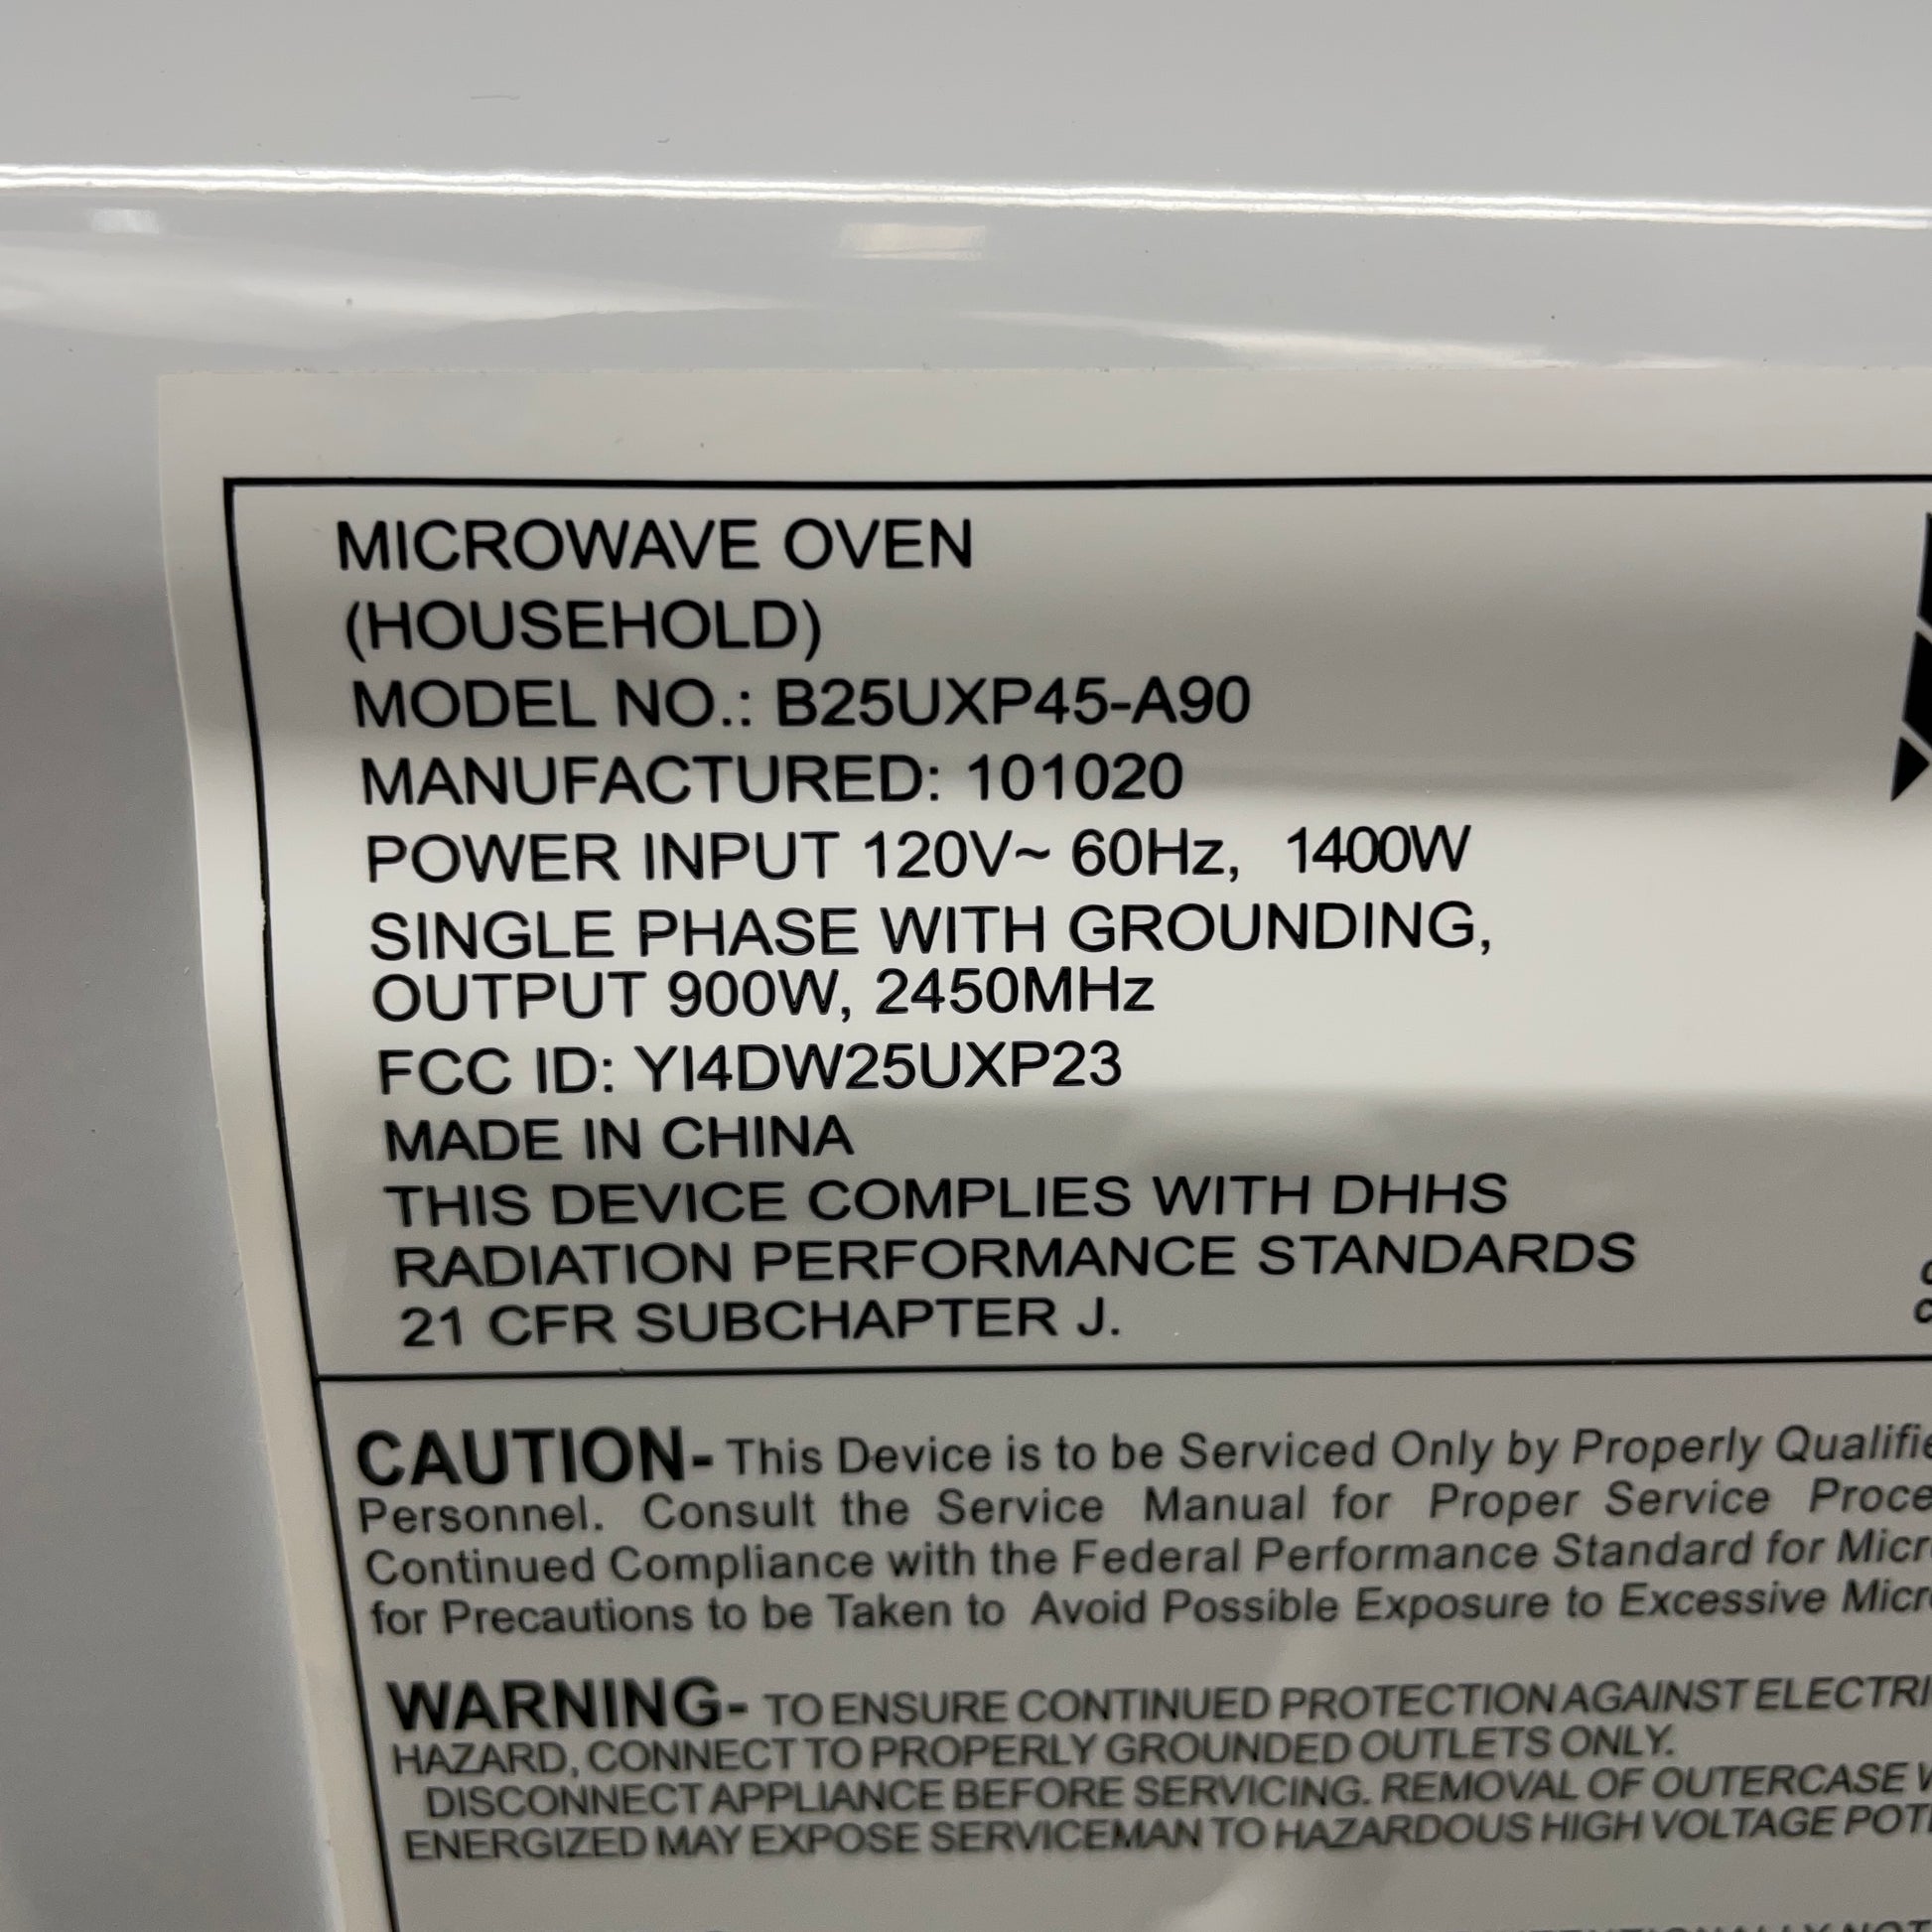 MICROWAVE OVEN
(HOUSEHOLD)
MODEL NO.: B25UXP45-A90
MANUFACTURED: 101020
POWER INPUT 120V~ 60Hz, 1400W
SINGLE PHASE WITH GROUNDING,
OUTPUT 900W, 2450MHz
FCC ID: YI4DW25UXP23
MADE IN CHINA
THIS DEVICE COMPLIES WITH DHHS
RADIATION PERFORMANCE STANDARDS
21 CFR SUBCHAPTER J.
CAUTION- This Device is to be Serviced Only by Properly
Personnel. Consult the Service Manual for Proper Service
Continued Compliance with the Federal Performance Standard for
for Precautions to be Taken to Avoid Possible Exposure to Excessive
WARNING- TO ENSURE CONTINUED PROTECTION AGAINST
HAZARD, CONNECT TO PROPERLY GROUNDED OUTLETS ONLY.
DISCONNECT APPLIANCE BEFORE SERVICING. REMOVAL OF OUTERCASE
ENERGIZED MAY EXPOSE SERVICEMAN TO HAZARDOUS HIGH VOLTAGE